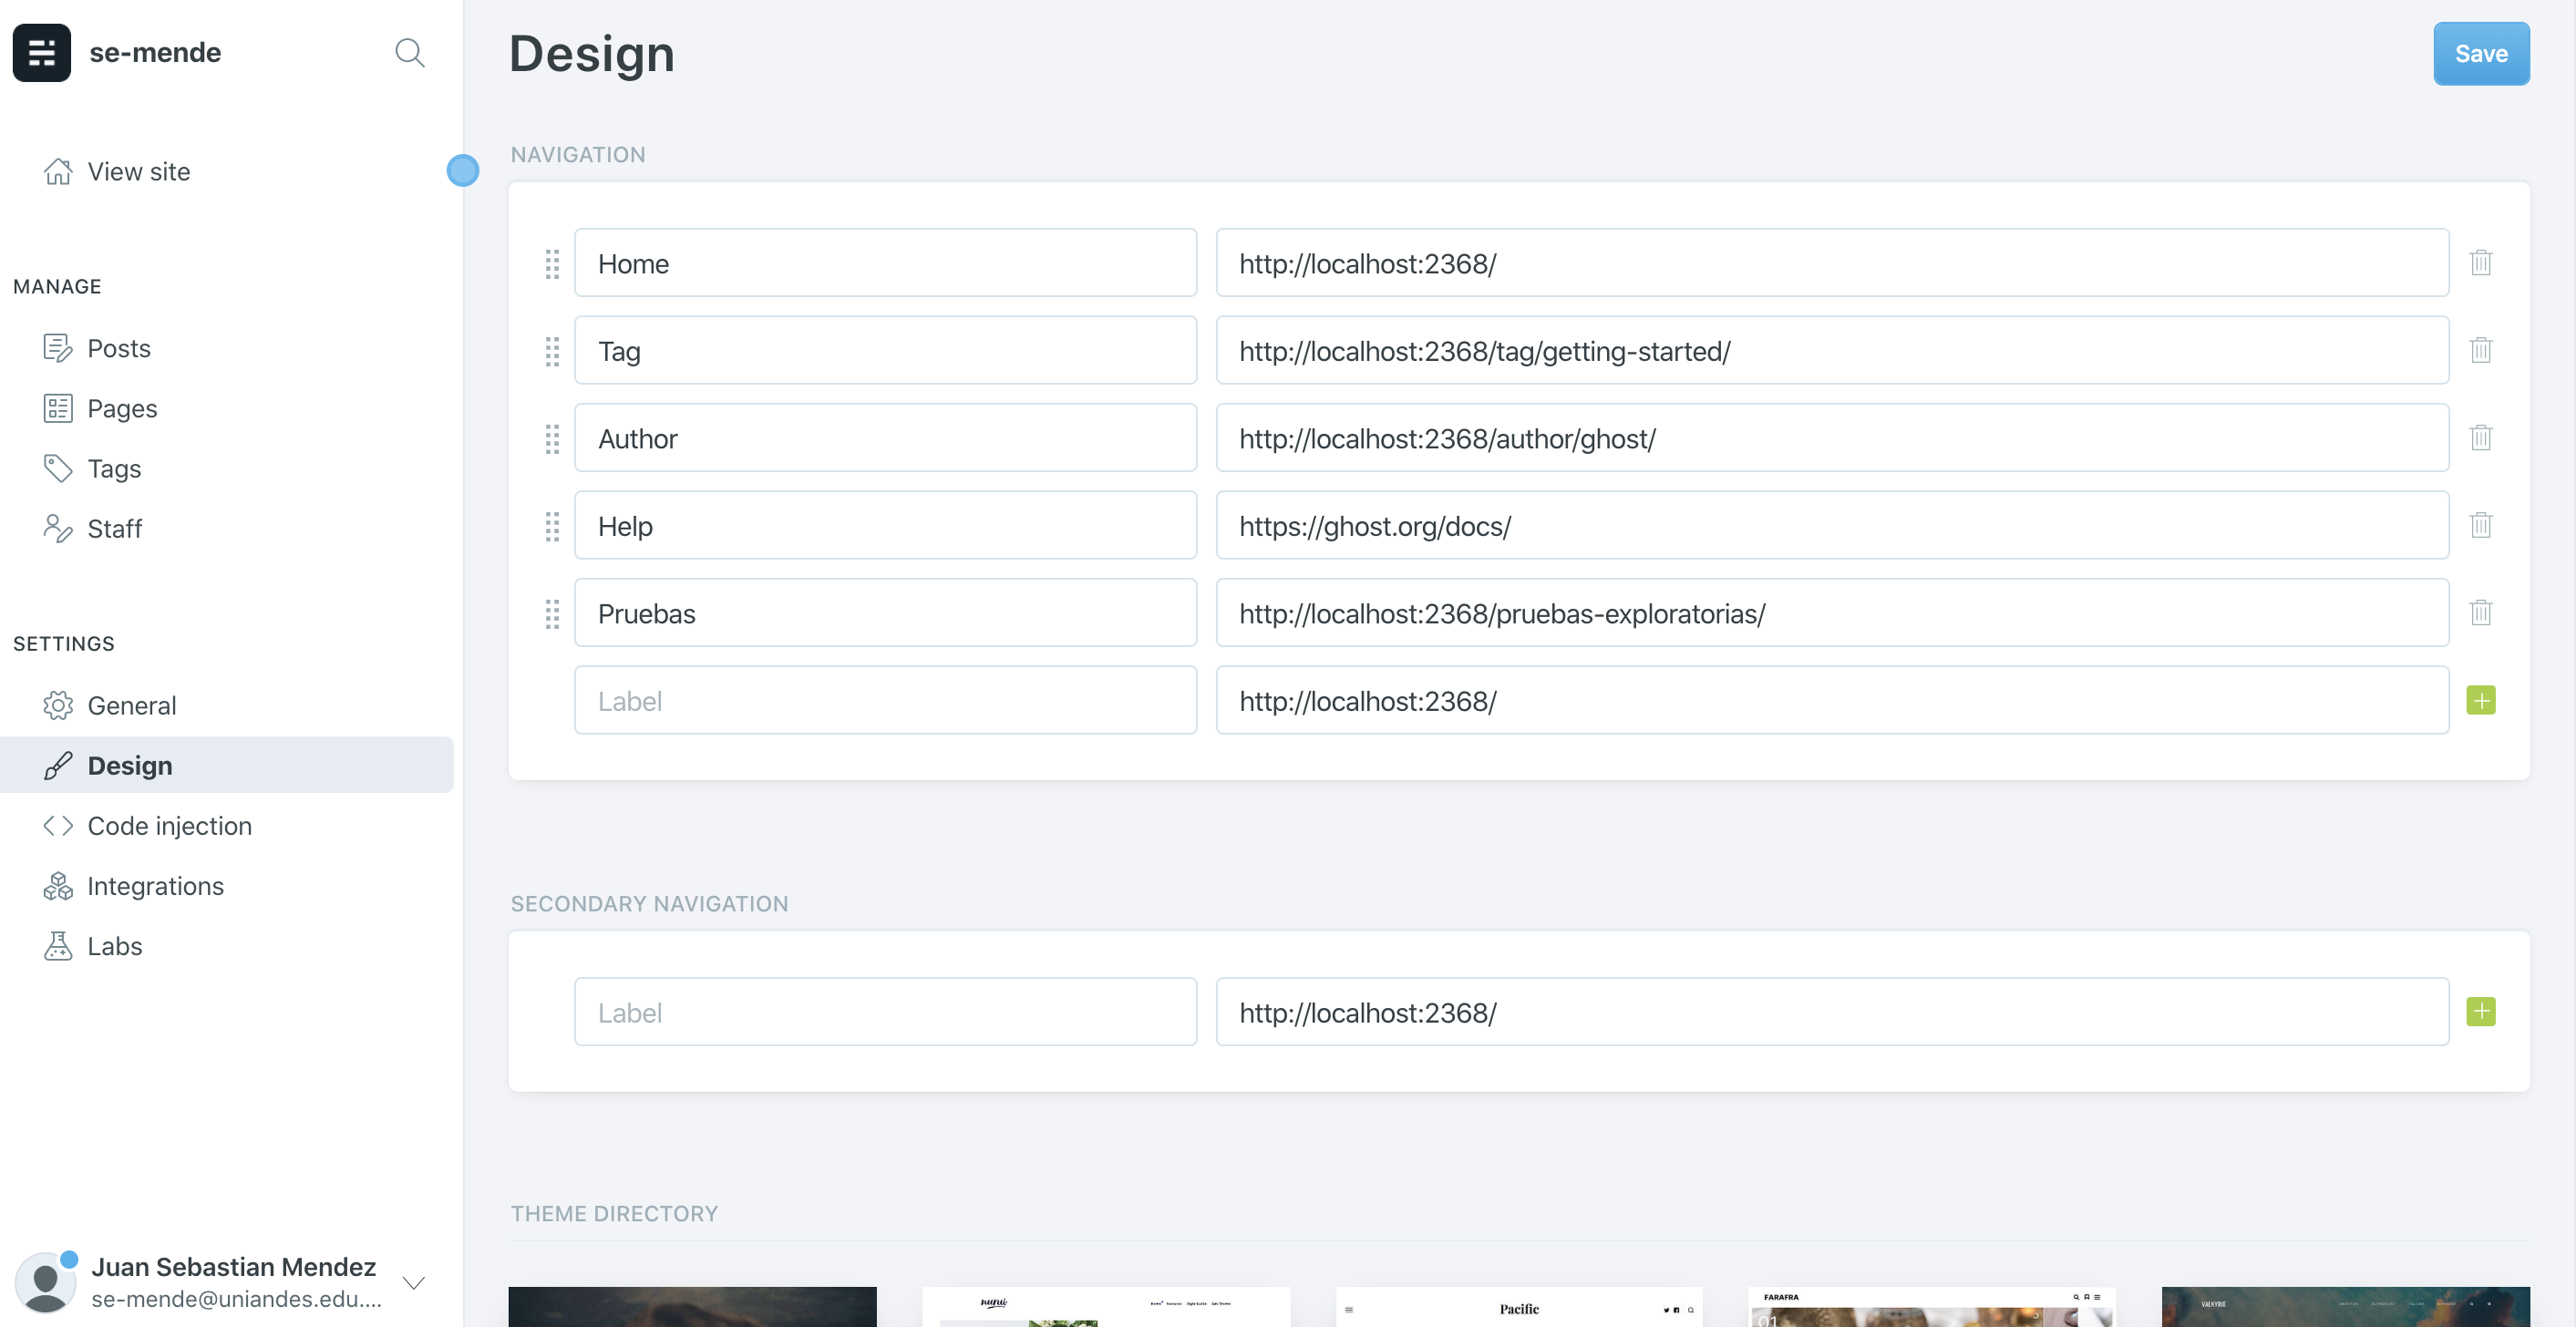 se-mende
View site
MANAGE
Posts
Pages
Tags
Staff
SETTINGS
General
Design
Code injection
Integrations
Labs
Juan Sebastian Mendez
se-mende@uniandes.edu....
Design
Save
NAVIGATION
Home http://localhost:2368/
Tag http://localhost:2368/tag/getting-started/
Author http://localhost:2368/author/ghost/
Help https://ghost.org/docs/
Pruebas http://localhost:2368/pruebas-exploratorias/
Label http://localhost:2368/
SECONDARY NAVIGATION
Label http://localhost:2368/
THEME DIRECTORY
nunui
Pacific
FARAFRA
01
VALKYRIE